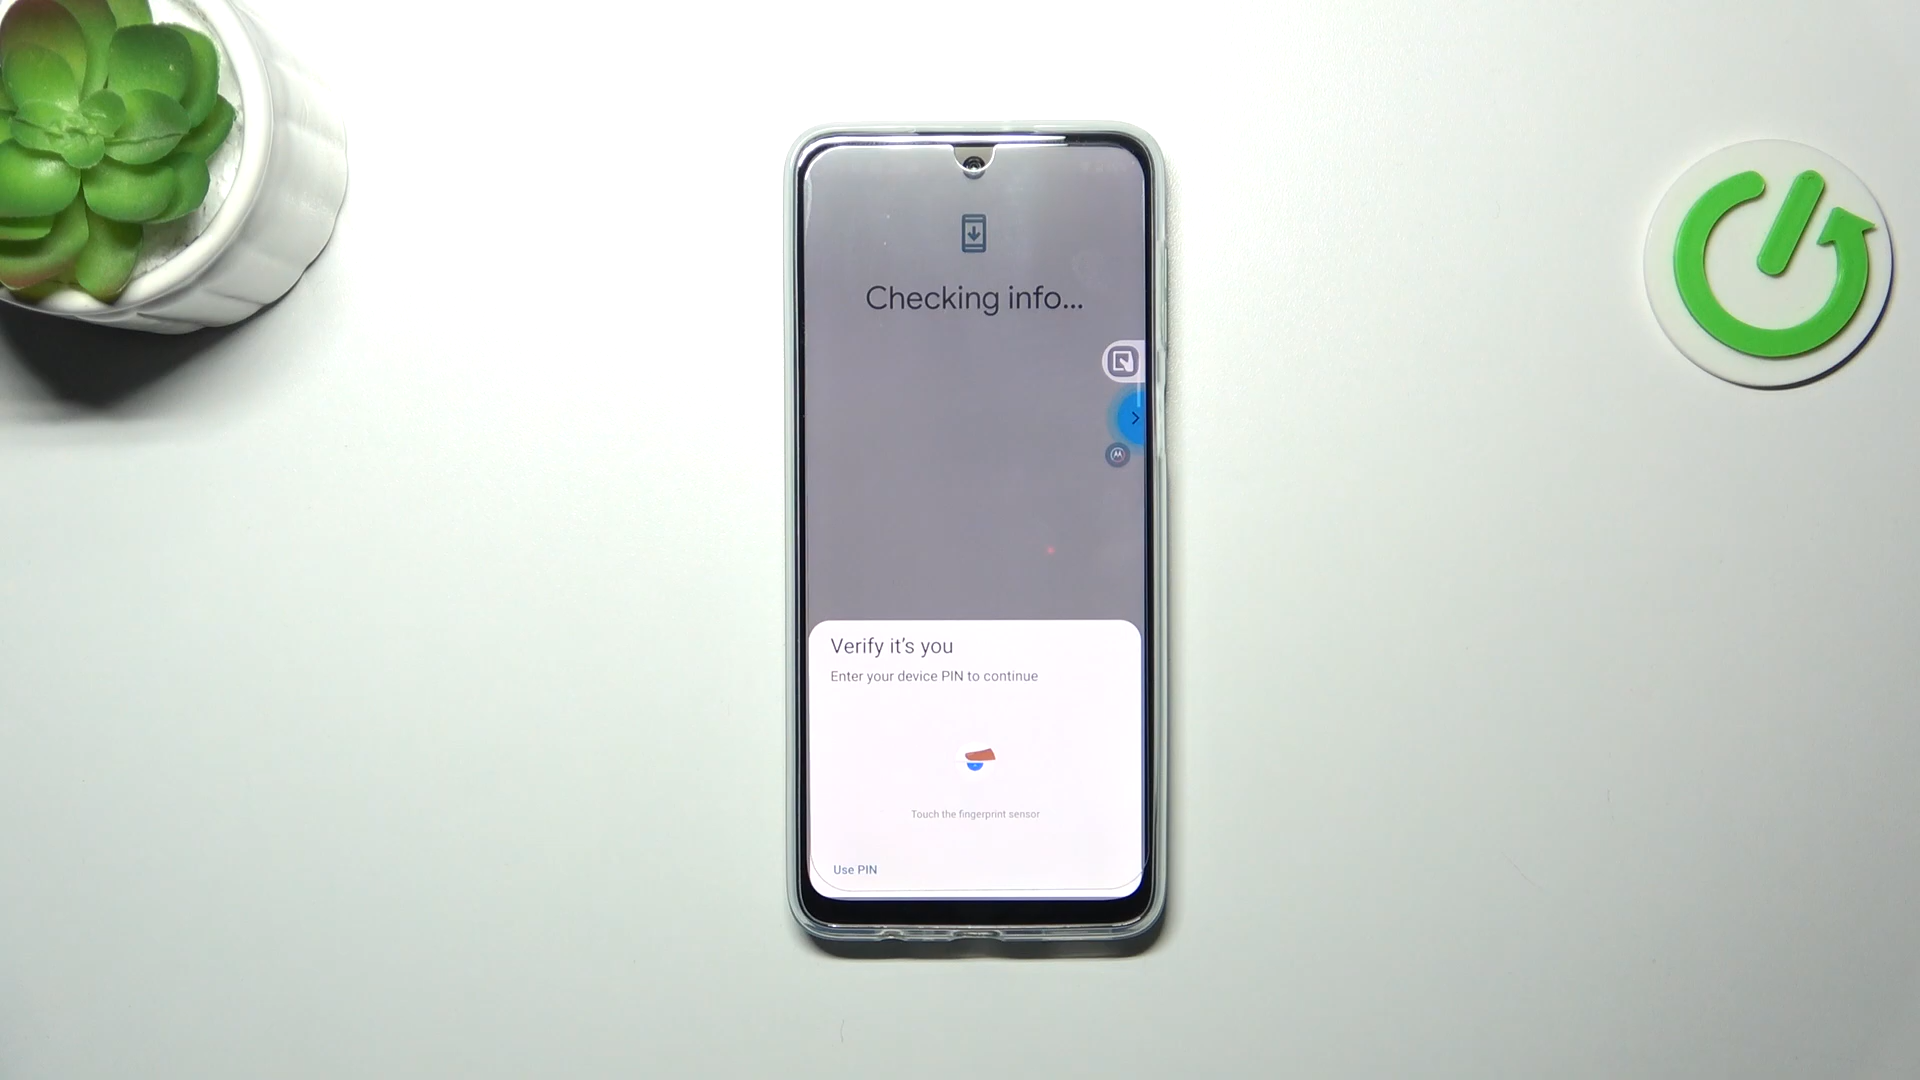 Checking info...
Verify it's you
Enter your device PIN to continue
Touch the fingerprint sensor
Use PIN